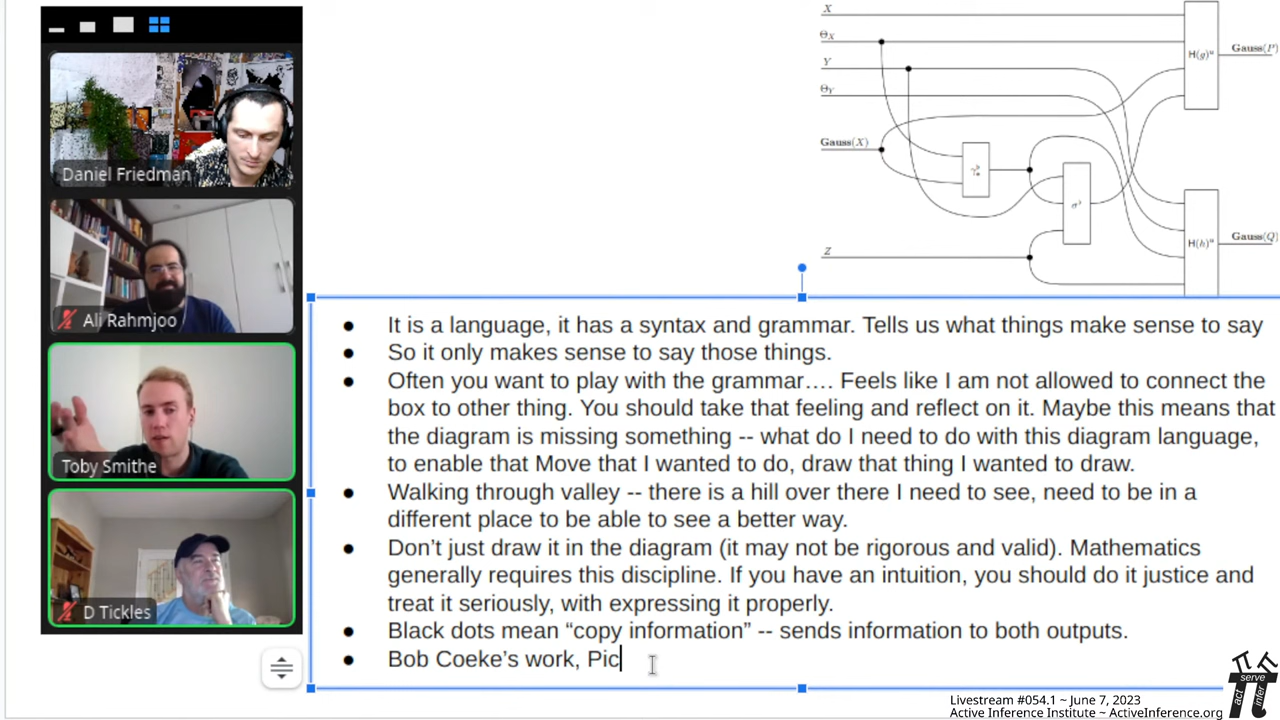 Daniel Friedman
Ali Rahmjoo
Toby Smithe
D Tickles
X
Θ_X
Y
Θ_Y
Gauss(X)
Z
H(g)ᵘ
Gauss(P)
H(h)ᵘ
Gauss(Q)
● It is a language, it has a syntax and grammar. Tells us what things make sense to say
● So it only makes sense to say those things.
● Often you want to play with the grammar…. Feels like I am not allowed to connect the
box to other thing. You should take that feeling and reflect on it. Maybe this means that
the diagram is missing something -- what do I need to do with this diagram language,
to enable that Move that I wanted to do, draw that thing I wanted to draw.
● Walking through valley -- there is a hill over there I need to see, need to be in a
different place to be able to see a better way.
● Don’t just draw it in the diagram (it may not be rigorous and valid). Mathematics
generally requires this discipline. If you have an intuition, you should do it justice and
treat it seriously, with expressing it properly.
● Black dots mean “copy information” -- sends information to both outputs.
● Bob Coeke’s work, Pic
Livestream #054.1 ~ June 7, 2023
Active Inference Institute ~ ActiveInference.org
act
serve
infer